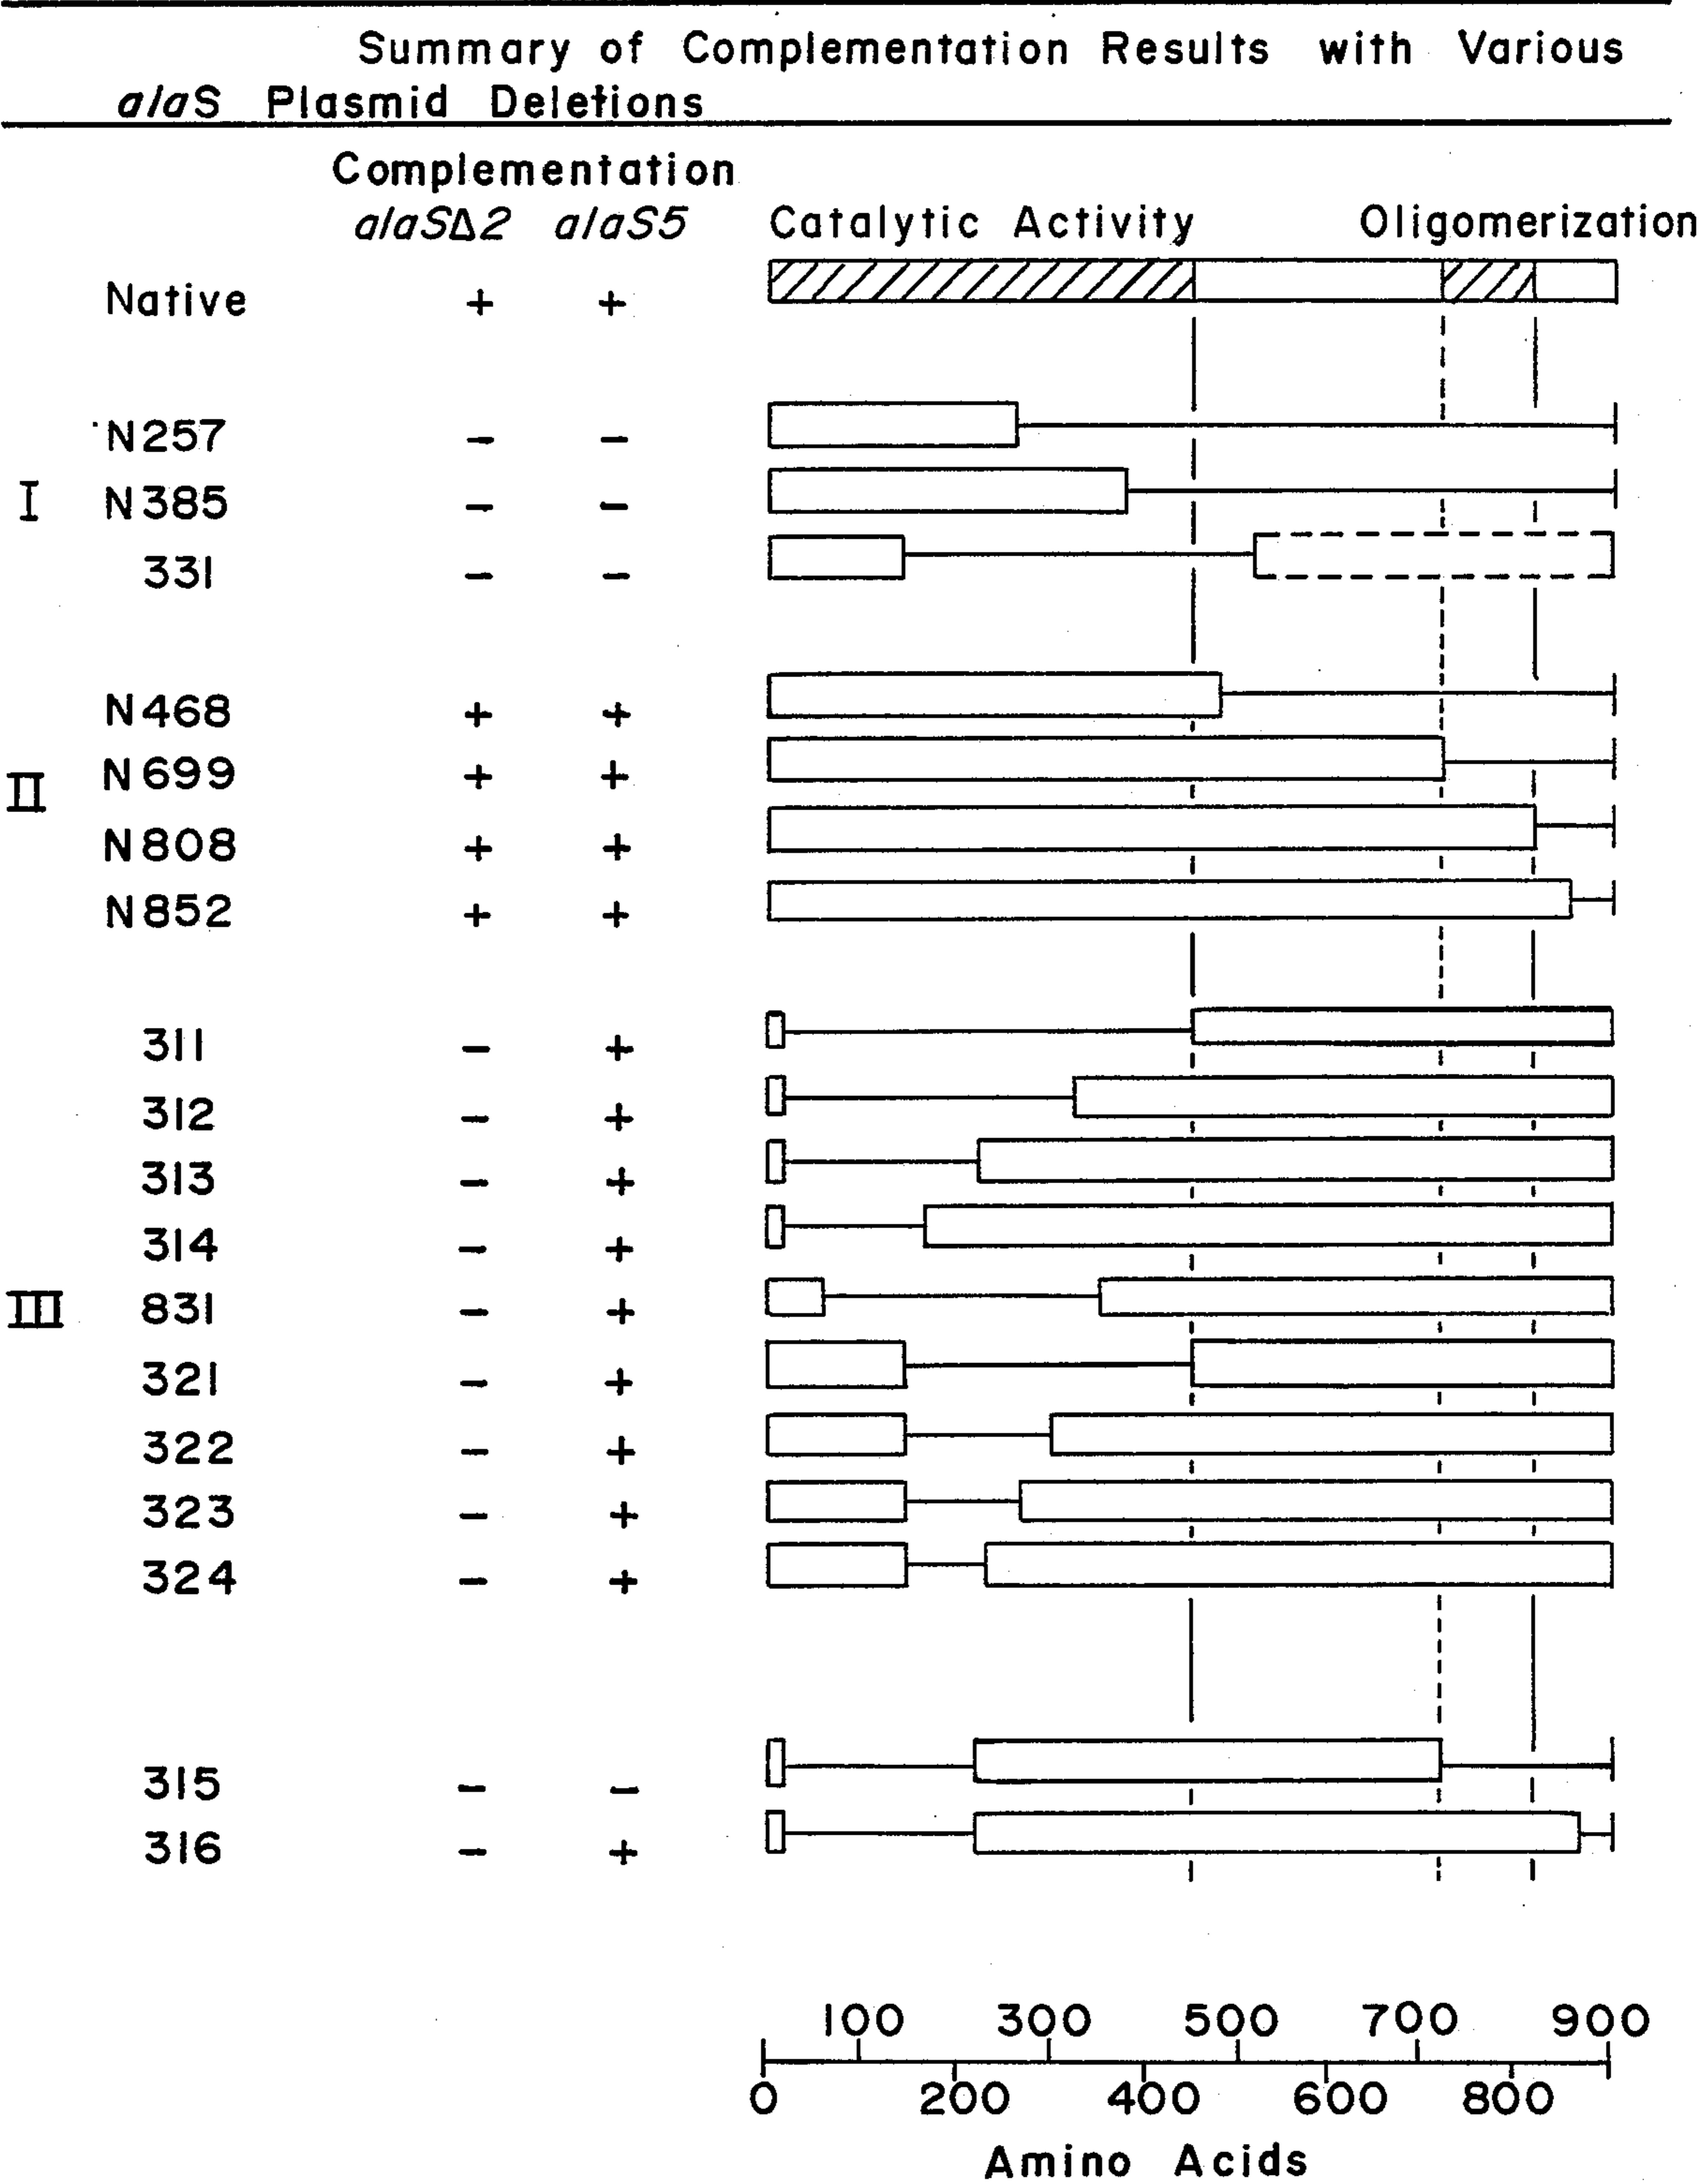 Summary of Complementation Results with Various
alaS Plasmid Deletions
Complementation
alaSΔ2 alaS5 Catalytic Activity Oligomerization
Native + +
N257 - -
I N385 - -
331 - -
N468 + +
II N699 + +
N808 + +
N852 + +
311 - +
312 - +
313 - +
314 - +
III 831 - +
321 - +
322 - +
323 - +
324 - +
315 - -
316 - +
100 300 500 700 900
0 200 400 600 800
Amino Acids